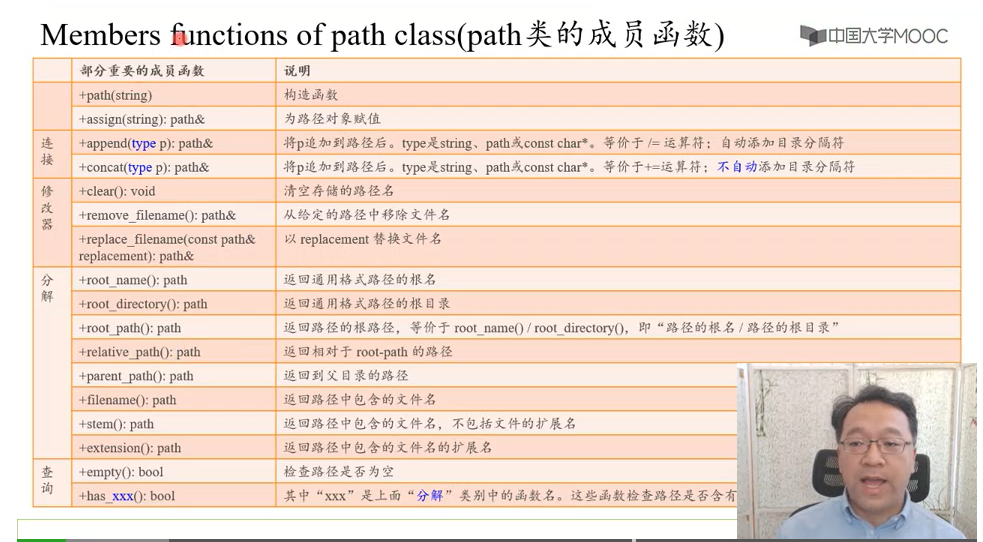 Members functions of path class(path类的成员函数)
中国大学MOOC
部分重要的成员函数 说明
+path(string) 构造函数
+assign(string): path& 为路径对象赋值
连接
+append(type p): path& 将p追加到路径后。type是string、path或const char*。等价于 /= 运算符；自动添加目录分隔符
+concat(type p): path& 将p追加到路径后。type是string、path或const char*。等价于+=运算符；不自动添加目录分隔符
修改器
+clear(): void 清空存储的路径名
+remove_filename(): path& 从给定的路径中移除文件名
+replace_filename(const path& 以 replacement 替换文件名
replacement): path&
分解
+root_name(): path 返回通用格式路径的根名
+root_directory(): path 返回通用格式路径的根目录
+root_path(): path 返回路径的根路径，等价于 root_name() / root_directory()，即“路径的根名 / 路径的根目录”
+relative_path(): path 返回相对于 root-path 的路径
+parent_path(): path 返回到父目录的路径
+filename(): path 返回路径中包含的文件名
+stem(): path 返回路径中包含的文件名，不包括文件的扩展名
+extension(): path 返回路径中包含的文件名的扩展名
查询
+empty(): bool 检查路径是否为空
+has_xxx(): bool 其中“xxx”是上面“分解”类别中的函数名。这些函数检查路径是否含有